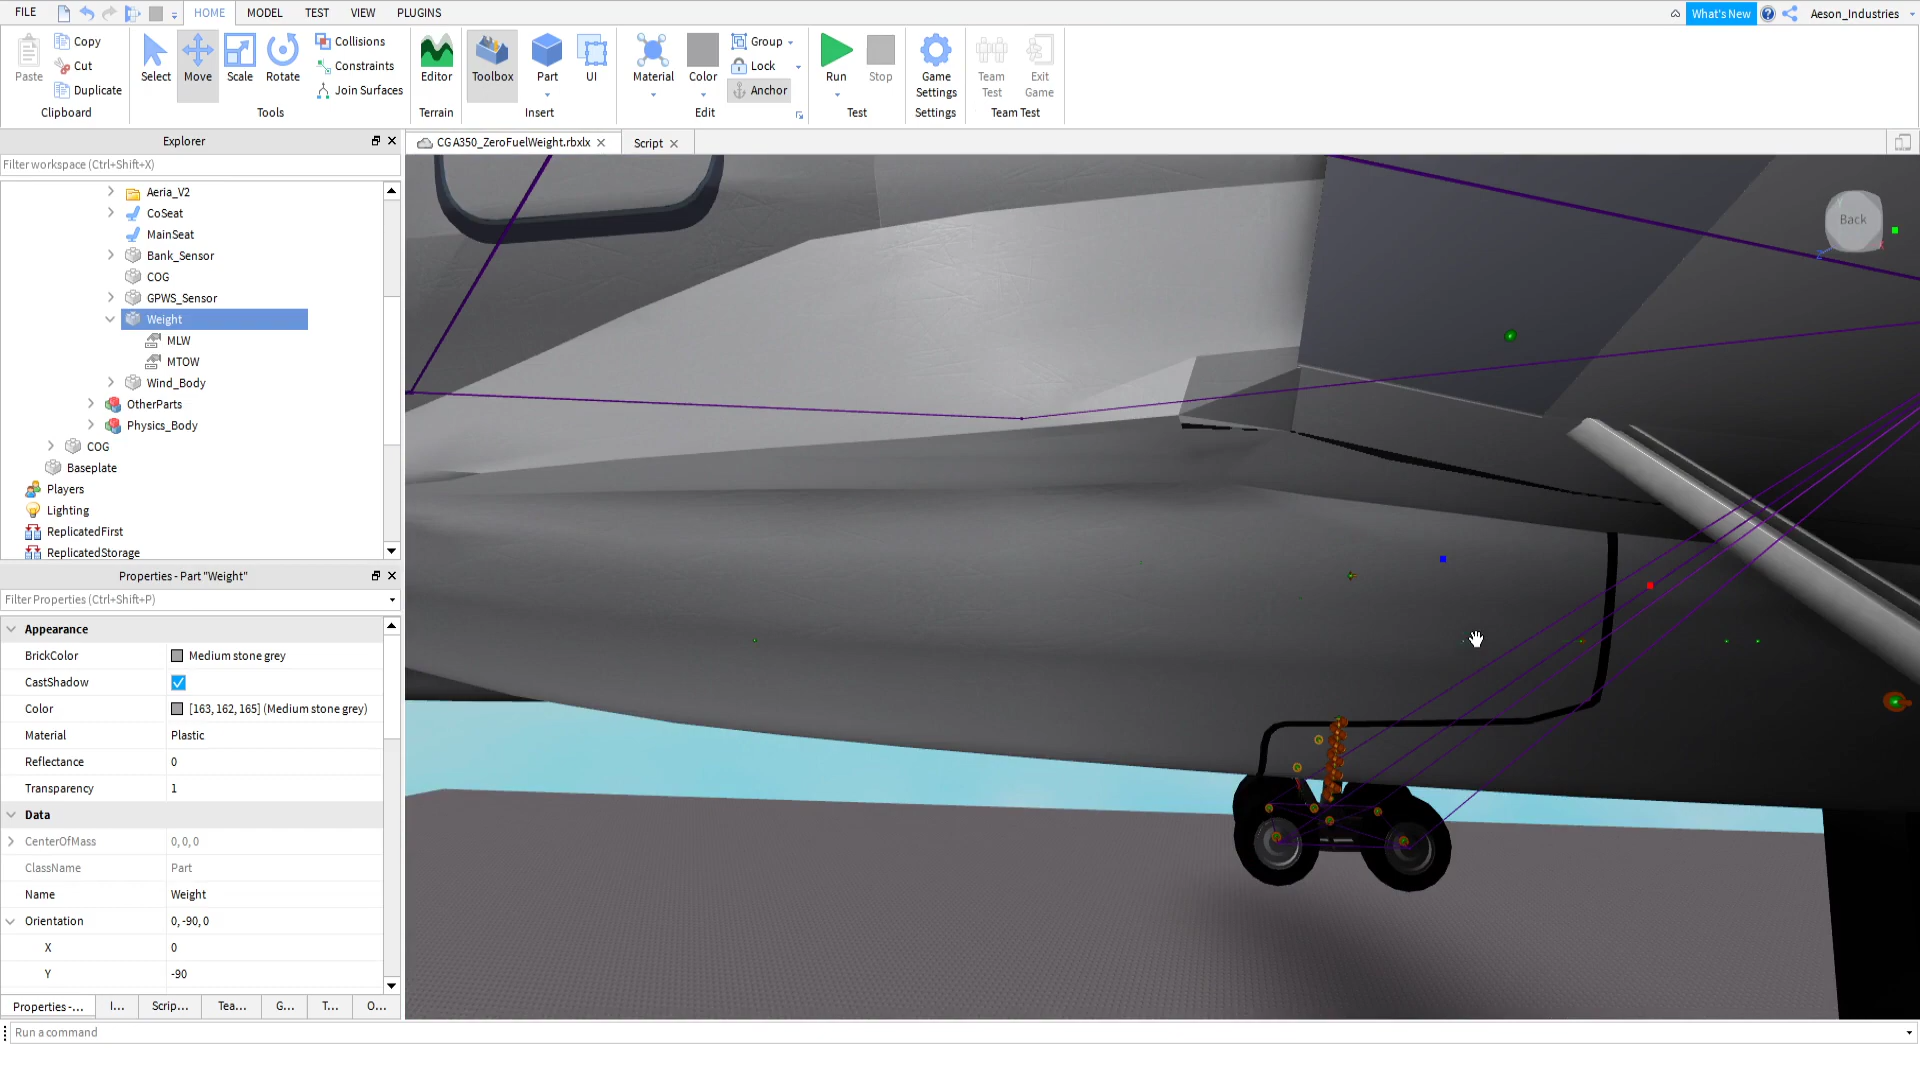 FILE HOME MODEL TEST VIEW PLUGINS What's New Aeson_Industries
Paste Copy Cut Duplicate Select Move Scale Rotate Collisions Constraints Join Surfaces Editor Toolbox Part UI Material Color Group Lock Anchor Run Stop Game Settings Team Test Exit Game
Clipboard Tools Terrain Insert Edit Test Settings Team Test
Explorer
CG A350_ZeroFuelWeight.rbxlx Script
Filter workspace (Ctrl+Shift+X)
Aeria_V2
CoSeat
MainSeat
Bank_Sensor
COG
GPWS_Sensor
Weight
MLW
MTOW
Wind_Body
OtherParts
Physics_Body
COG
Baseplate
Players
Lighting
ReplicatedFirst
ReplicatedStorage
Back
Properties - Part "Weight"
Filter Properties (Ctrl+Shift+P)
Appearance
BrickColor Medium stone grey
CastShadow
Color [163, 162, 165] (Medium stone grey)
Material Plastic
Reflectance 0
Transparency 1
Data
CenterOfMass 0, 0, 0
ClassName Part
Name Weight
Orientation 0, -90, 0
X 0
Y -90
Properties -... I... Scrip... Tea... G... T... O...
Run a command